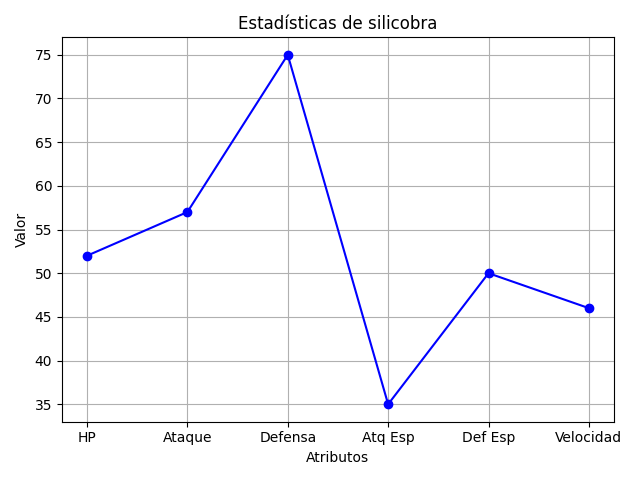 Estadísticas de silicobra
Valor
75
70
65
60
55
50
45
40
35
HP Ataque Defensa Atq Esp Def Esp Velocidad
Atributos